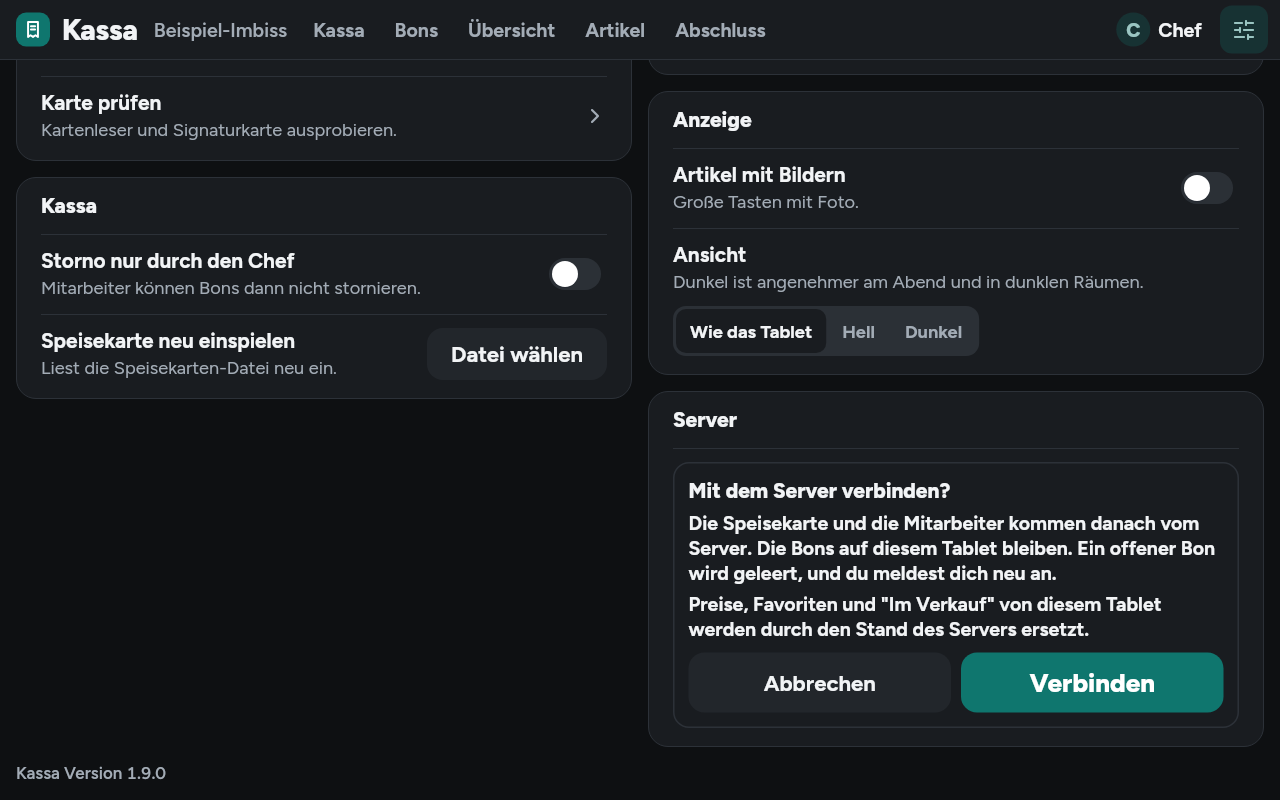 Kassa
Beispiel-Imbiss
Kassa
Bons
Übersicht
Artikel
Abschluss
C
Chef
Karte prüfen
Kartenleser und Signaturkarte ausprobieren.
Kassa
Storno nur durch den Chef
Mitarbeiter können Bons dann nicht stornieren.
Speisekarte neu einspielen
Liest die Speisekarten-Datei neu ein.
Datei wählen
Anzeige
Artikel mit Bildern
Große Tasten mit Foto.
Ansicht
Dunkel ist angenehmer am Abend und in dunklen Räumen.
Wie das Tablet
Hell
Dunkel
Server
Mit dem Server verbinden?
Die Speisekarte und die Mitarbeiter kommen danach vom
Server. Die Bons auf diesem Tablet bleiben. Ein offener Bon
wird geleert, und du meldest dich neu an.
Preise, Favoriten und "Im Verkauf" von diesem Tablet
werden durch den Stand des Servers ersetzt.
Abbrechen
Verbinden
Kassa Version 1.9.0